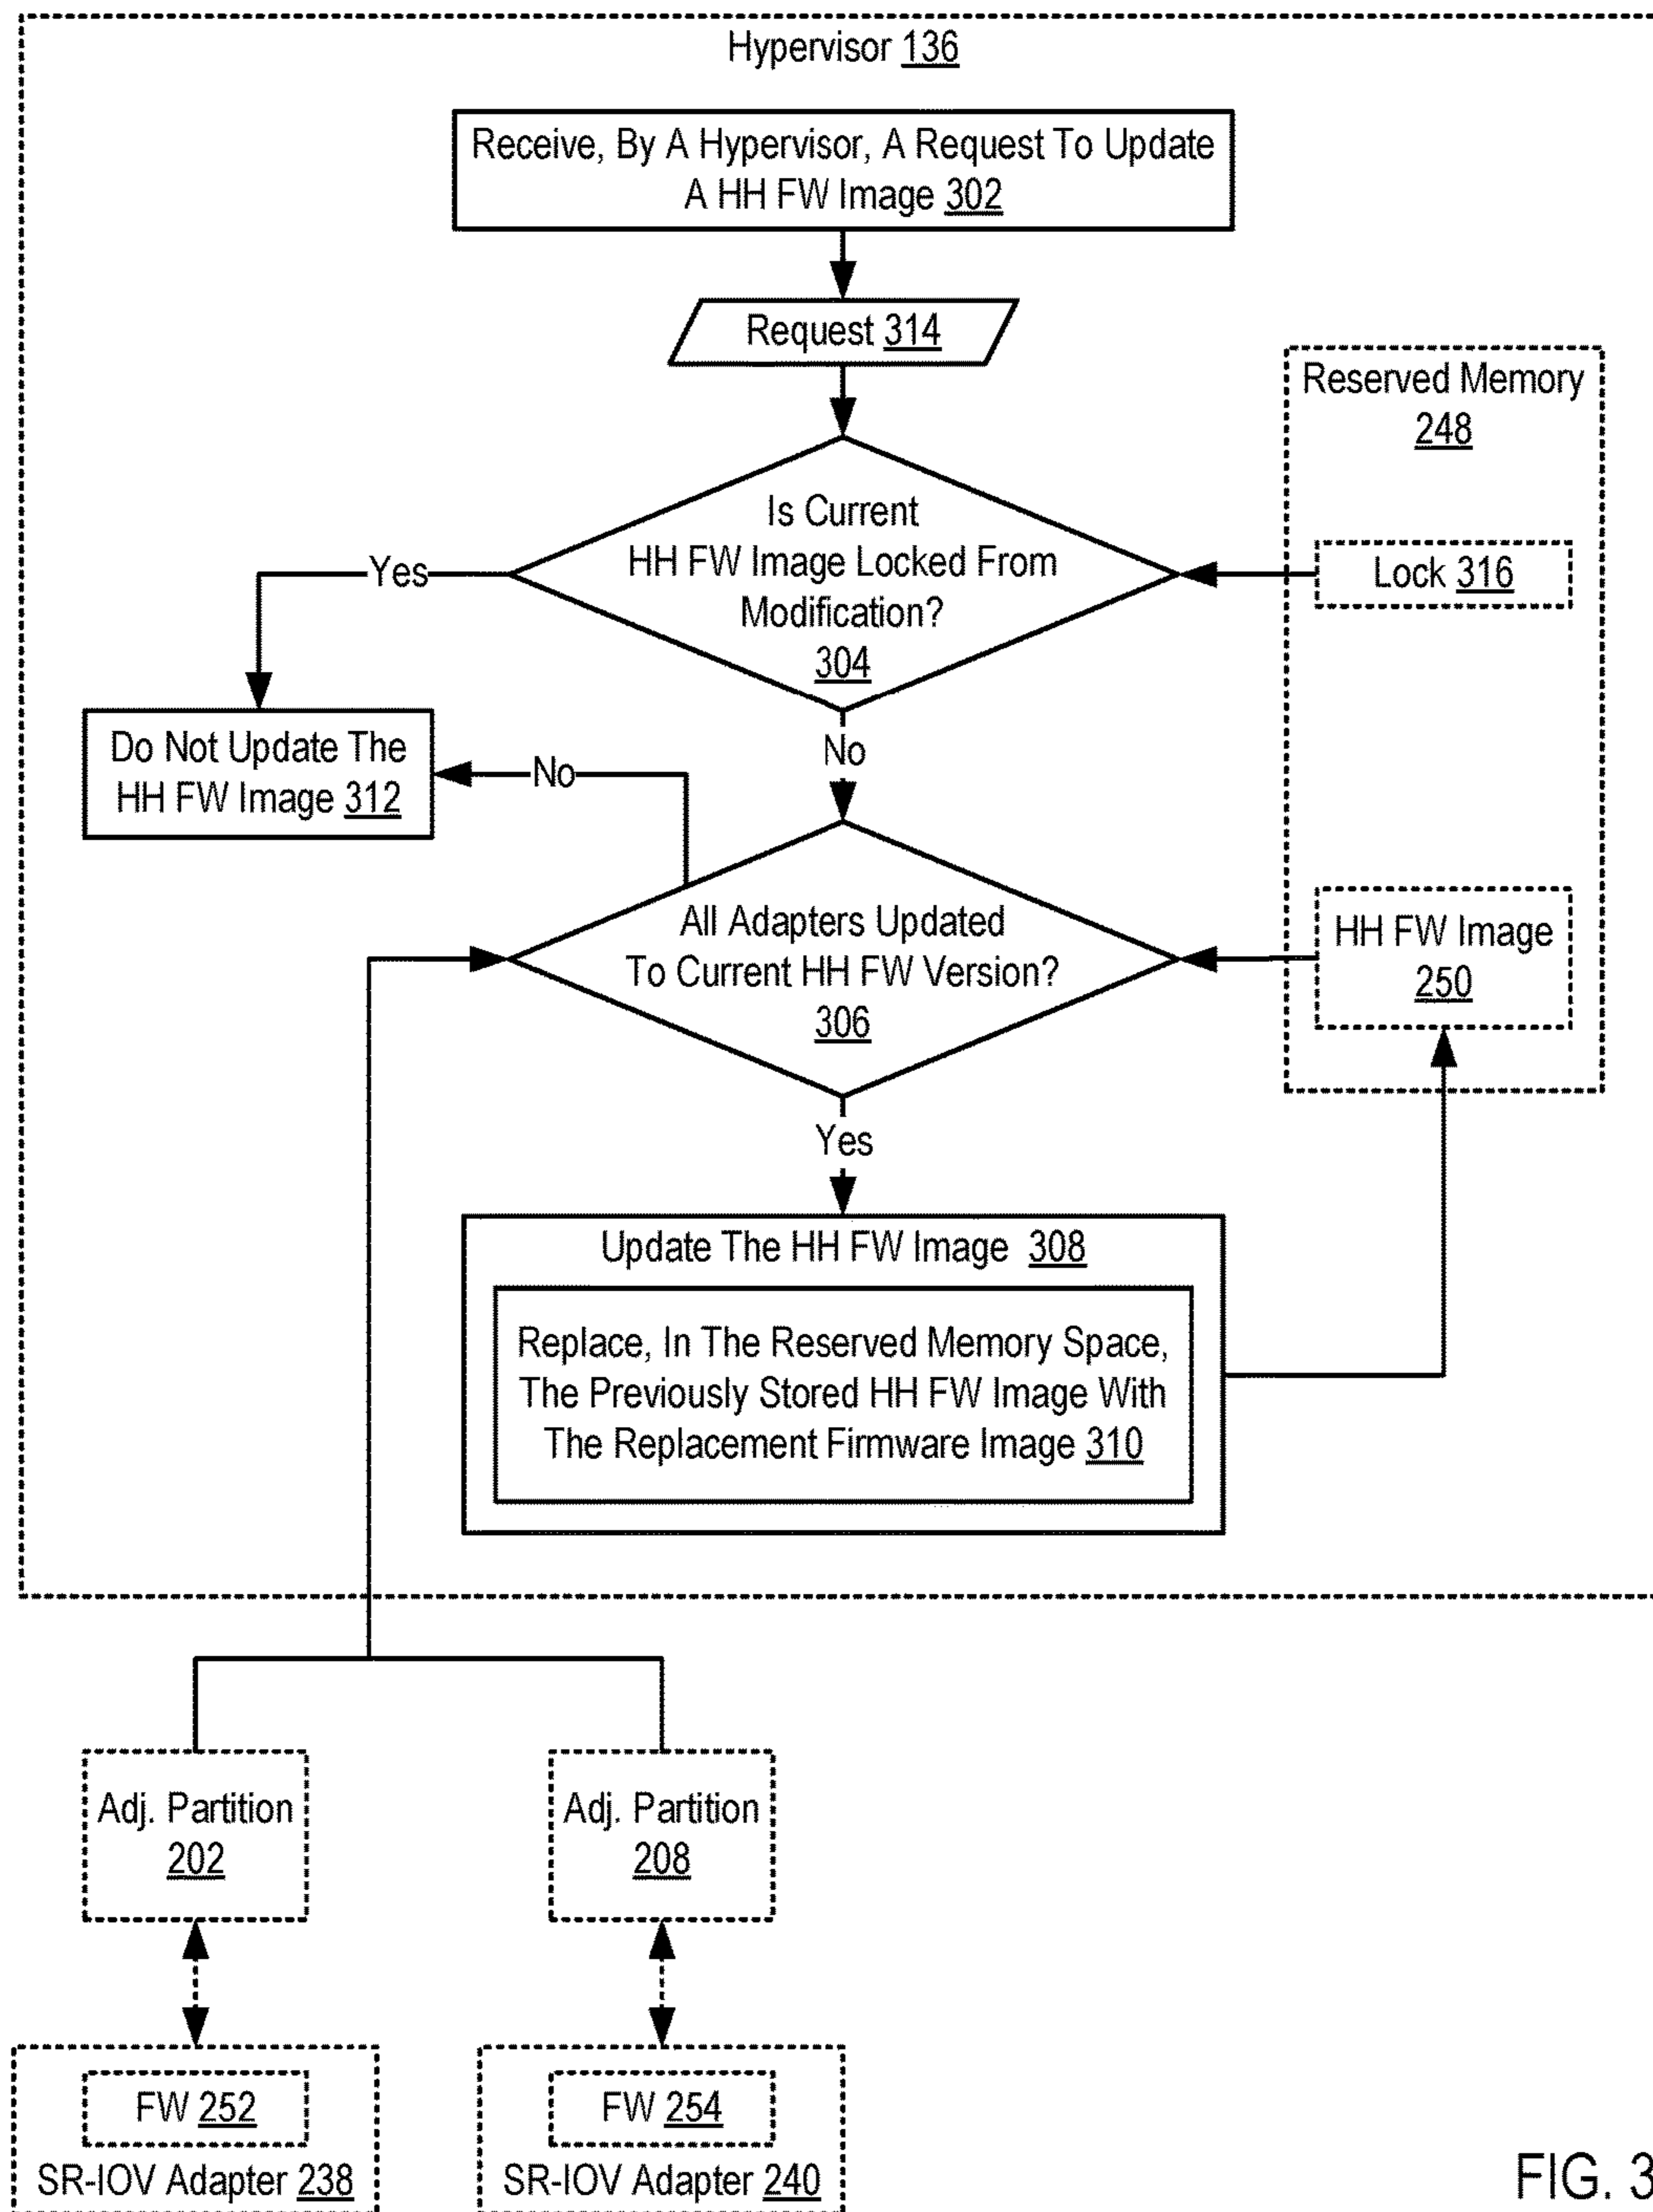 Hypervisor 136
Receive, By A Hypervisor, A Request To Update
A HH FW Image 302
Request 314
Reserved Memory
248
Is Current
HH FW Image Locked From
Modification?
304
Lock 316
Yes
Do Not Update The
HH FW Image 312
No
No
All Adapters Updated
To Current HH FW Version?
306
HH FW Image
250
Yes
Update The HH FW Image 308
Replace, In The Reserved Memory Space,
The Previously Stored HH FW Image With
The Replacement Firmware Image 310
Adj. Partition
202
Adj. Partition
208
FW 252
SR-IOV Adapter 238
FW 254
SR-IOV Adapter 240
FIG. 3